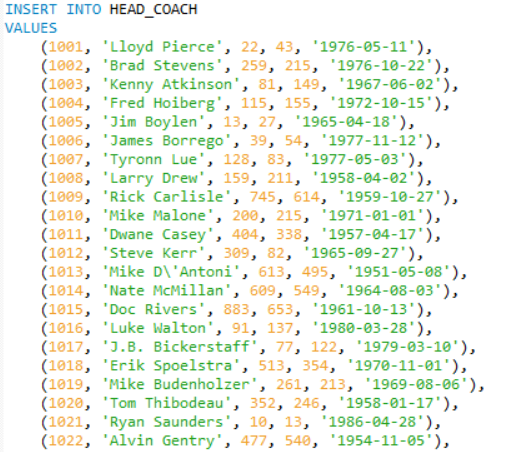 INSERT INTO HEAD_COACH
VALUES
(1001, 'Lloyd Pierce', 22, 43, '1976-05-11'),
(1002, 'Brad Stevens', 259, 215, '1976-10-22'),
(1003, 'Kenny Atkinson', 81, 149, '1967-06-02'),
(1004, 'Fred Hoiberg', 115, 155, '1972-10-15'),
(1005, 'Jim Boylen', 13, 27, '1965-04-18'),
(1006, 'James Borrego', 39, 54, '1977-11-12'),
(1007, 'Tyronn Lue', 128, 83, '1977-05-03'),
(1008, 'Larry Drew', 159, 211, '1958-04-02'),
(1009, 'Rick Carlisle', 745, 614, '1959-10-27'),
(1010, 'Mike Malone', 200, 215, '1971-01-01'),
(1011, 'Dwane Casey', 404, 338, '1957-04-17'),
(1012, 'Steve Kerr', 309, 82, '1965-09-27'),
(1013, 'Mike D\'Antoni', 613, 495, '1951-05-08'),
(1014, 'Nate McMillan', 609, 549, '1964-08-03'),
(1015, 'Doc Rivers', 883, 653, '1961-10-13'),
(1016, 'Luke Walton', 91, 137, '1980-03-28'),
(1017, 'J.B. Bickerstaff', 77, 122, '1979-03-10'),
(1018, 'Erik Spoelstra', 513, 354, '1970-11-01'),
(1019, 'Mike Budenholzer', 261, 213, '1969-08-06'),
(1020, 'Tom Thibodeau', 352, 246, '1958-01-17'),
(1021, 'Ryan Saunders', 10, 13, '1986-04-28'),
(1022, 'Alvin Gentry', 477, 540, '1954-11-05'),